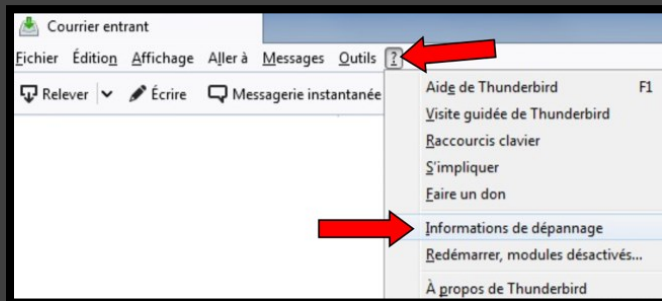 Courrier entrant
Fichier Édition Affichage Aller à Messages Outils ?
Relever Écrire Messagerie instantanée
Aide de Thunderbird F1
Visite guidée de Thunderbird
Raccourcis clavier
S'impliquer
Faire un don
Informations de dépannage
Redémarrer, modules désactivés...
À propos de Thunderbird